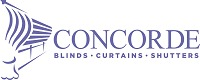 CONCORDE
BLINDS • CURTAINS • SHUTTERS